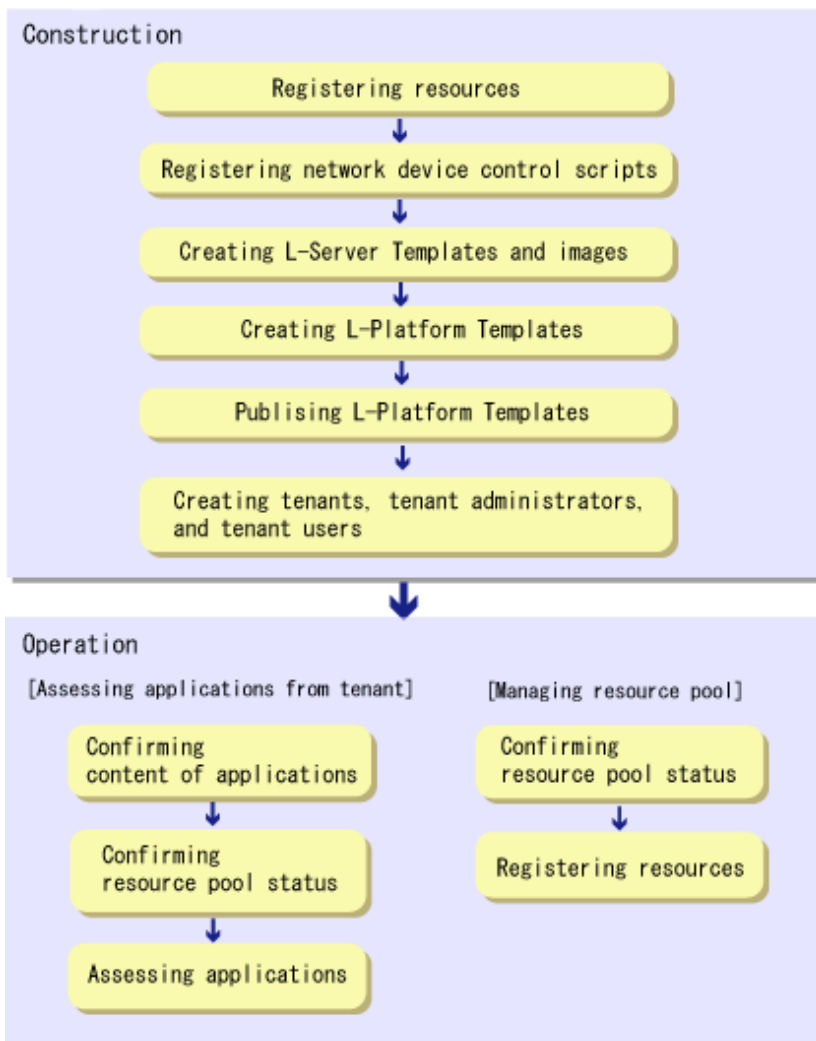 Construction
Registering resources
Registering network device control scripts
Creating L-Server Templates and images
Creating L-Platform Templates
Publising L-Platform Templates
Creating tenants, tenant administrators,
and tenant users
Operation
[Assessing applications from tenant]
Confirming
content of applications
Confirming
resource pool status
Assessing applications
[Managing resource pool]
Confirming
resource pool status
Registering resources